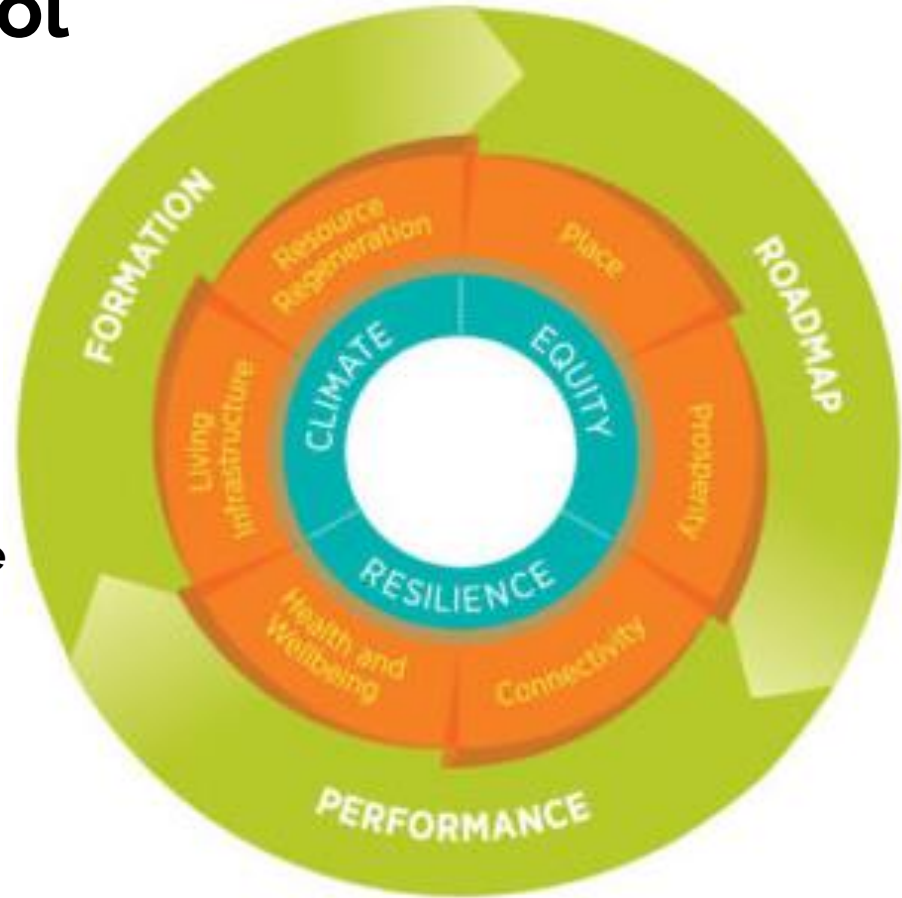 ol
e
FORMATION
ROADMAP
PERFORMANCE
Resource
Regeneration
Place
Prosperity
Connectivity
Health and
Wellbeing
Living
Infrastructure
CLIMATE
EQUITY
RESILIENCE